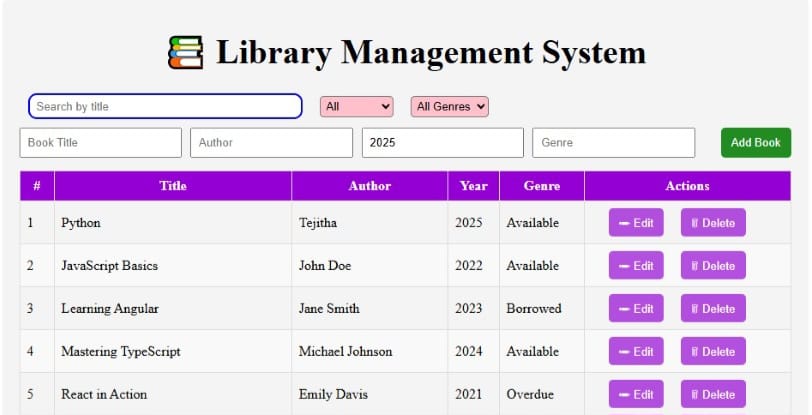 Library Management System
Search by title All All Genres
Book Title Author 2025 Genre Add Book
# Title Author Year Genre Actions
1 Python Tejitha 2025 Available Edit Delete
2 JavaScript Basics John Doe 2022 Available Edit Delete
3 Learning Angular Jane Smith 2023 Borrowed Edit Delete
4 Mastering TypeScript Michael Johnson 2024 Available Edit Delete
5 React in Action Emily Davis 2021 Overdue Edit Delete